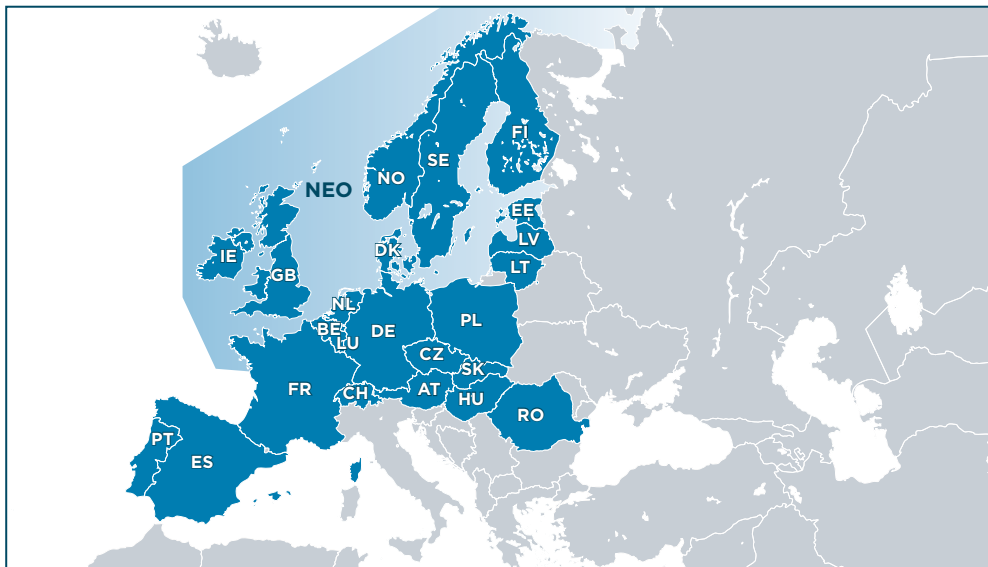 FI
SE
NO
NEO
EE
LV
DK
IE
LT
GB
NL
PL
BE
DE
LU
CZ
SK
FR
CH
AT
HU
RO
PT
ES